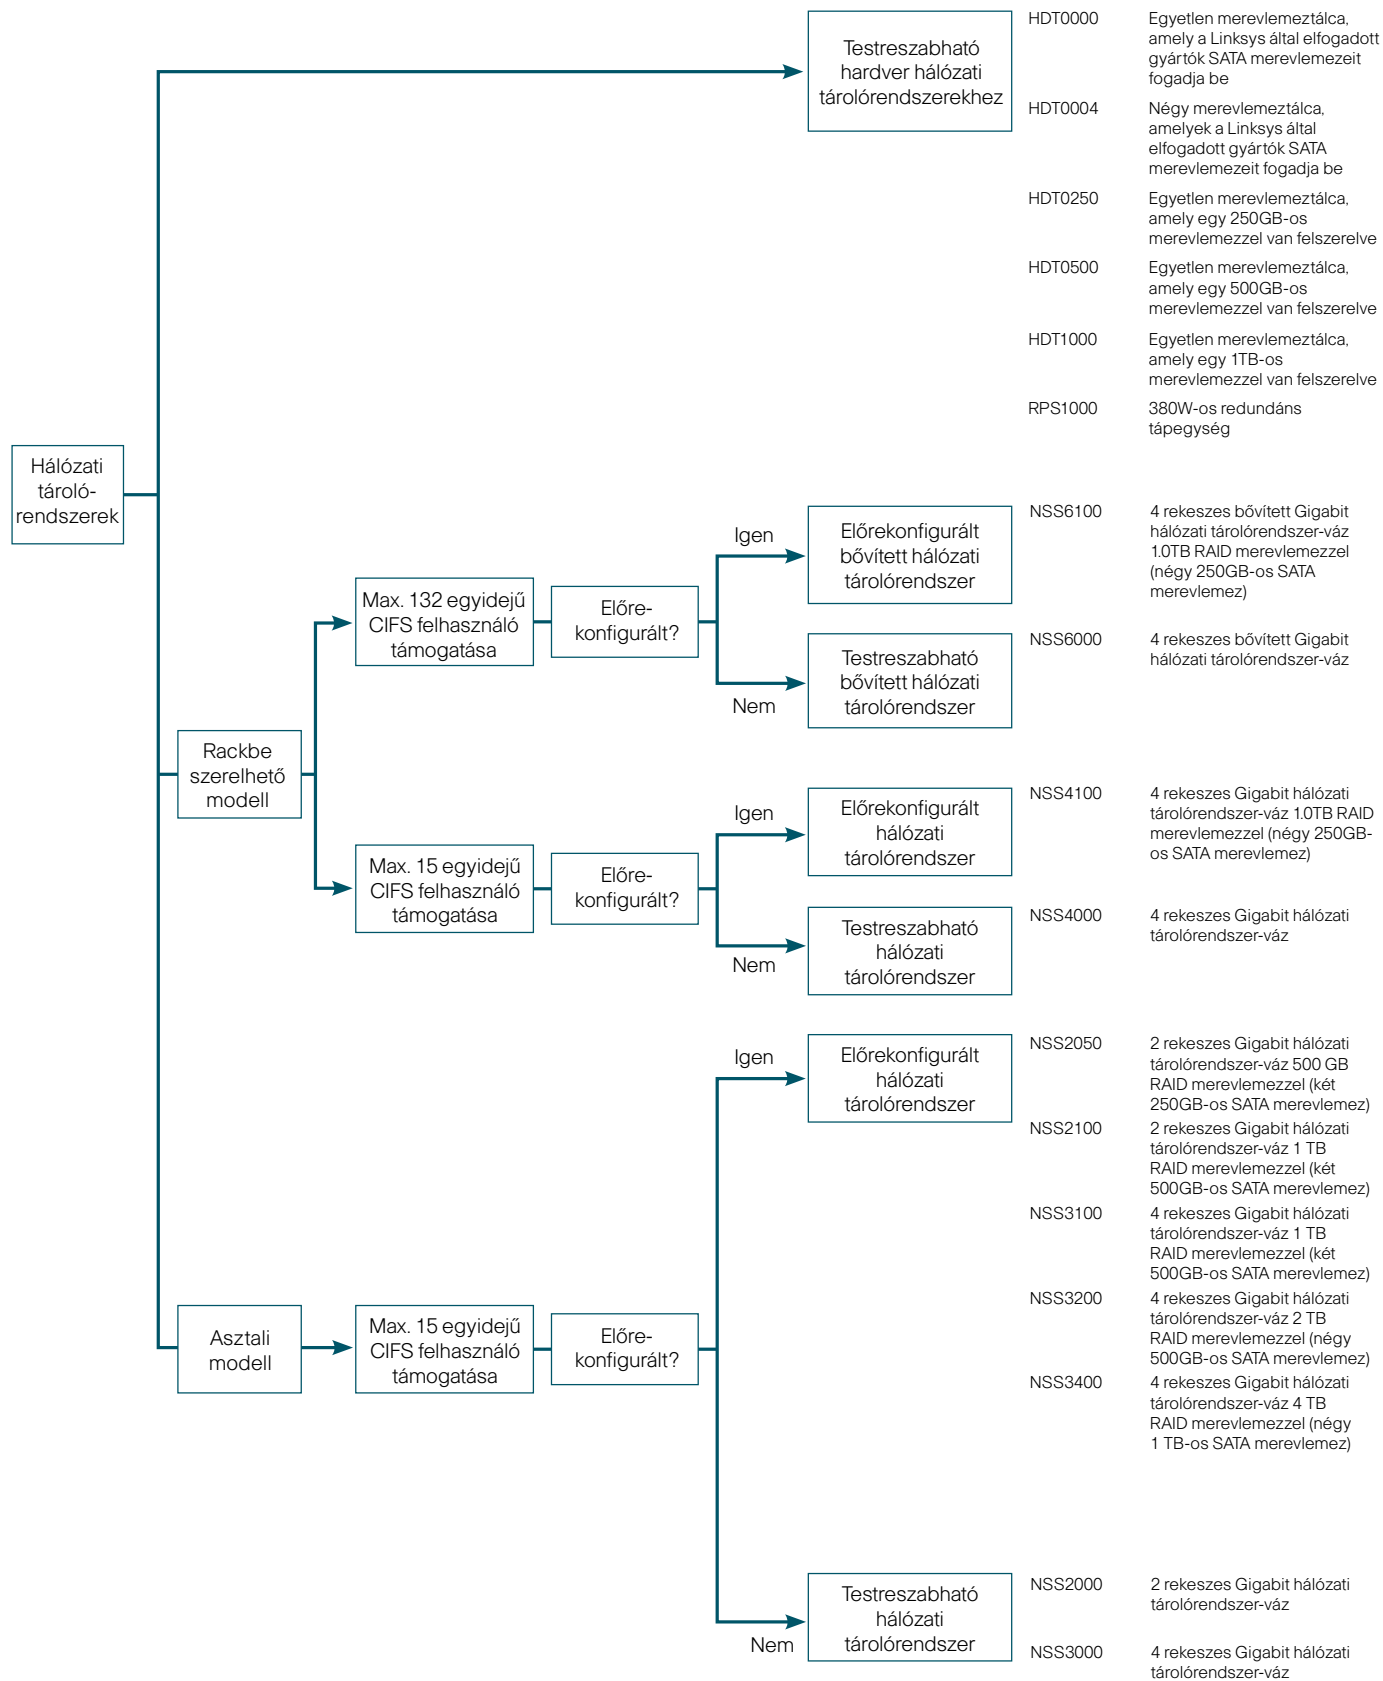 Testreszabható
hardver hálózati
tárolórendszerekhez
HDT0000
Egyetlen merevlemeztálca,
amely a Linksys által elfogadott
gyártók SATA merevlemezeit
fogadja be
HDT0004
Négy merevlemeztálca,
amelyek a Linksys által
elfogadott gyártók SATA
merevlemezeit fogadja be
HDT0250
Egyetlen merevlemeztálca,
amely egy 250GB-os
merevlemezzel van felszerelve
HDT0500
Egyetlen merevlemeztálca,
amely egy 500GB-os
merevlemezzel van felszerelve
HDT1000
Egyetlen merevlemeztálca,
amely egy 1TB-os
merevlemezzel van felszerelve
RPS1000
380W-os redundáns
tápegység
Hálózati
tároló-
rendszerek
Rackbe
szerelhető
modell
Max. 132 egyidejű
CIFS felhasználó
támogatása
Előre-
konfigurált?
Igen
Előrekonfigurált
bővített hálózati
tárolórendszer
NSS6100
4 rekeszes bővített Gigabit
hálózati tárolórendszer-váz
1.0TB RAID merevlemezzel
(négy 250GB-os SATA
merevlemez)
Nem
Testreszabható
bővített hálózati
tárolórendszer
NSS6000
4 rekeszes bővített Gigabit
hálózati tárolórendszer-váz
Max. 15 egyidejű
CIFS felhasználó
támogatása
Előre-
konfigurált?
Igen
Előrekonfigurált
hálózati
tárolórendszer
NSS4100
4 rekeszes Gigabit hálózati
tárolórendszer-váz 1.0TB RAID
merevlemezzel (négy 250GB-
os SATA merevlemez)
Nem
Testreszabható
hálózati
tárolórendszer
NSS4000
4 rekeszes Gigabit hálózati
tárolórendszer-váz
Asztali
modell
Max. 15 egyidejű
CIFS felhasználó
támogatása
Előre-
konfigurált?
Igen
Előrekonfigurált
hálózati
tárolórendszer
NSS2050
2 rekeszes Gigabit hálózati
tárolórendszer-váz 500 GB
RAID merevlemezzel (két
250GB-os SATA merevlemez)
NSS2100
2 rekeszes Gigabit hálózati
tárolórendszer-váz 1 TB
RAID merevlemezzel (két
500GB-os SATA merevlemez)
NSS3100
4 rekeszes Gigabit hálózati
tárolórendszer-váz 1 TB
RAID merevlemezzel (két
500GB-os SATA merevlemez)
NSS3200
4 rekeszes Gigabit hálózati
tárolórendszer-váz 2 TB
RAID merevlemezzel (négy
500GB-os SATA merevlemez)
NSS3400
4 rekeszes Gigabit hálózati
tárolórendszer-váz 4 TB
RAID merevlemezzel (négy
1 TB-os SATA merevlemez)
Nem
Testreszabható
hálózati
tárolórendszer
NSS2000
2 rekeszes Gigabit hálózati
tárolórendszer-váz
NSS3000
4 rekeszes Gigabit hálózati
tárolórendszer-váz